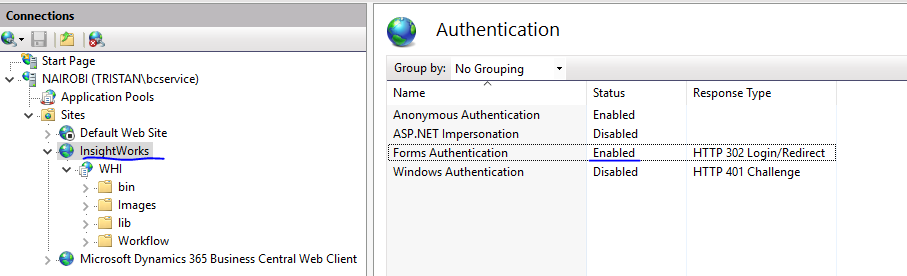 Connections
Start Page
NAIROBI (TRISTAN\bcservice)
Application Pools
Sites
Default Web Site
InsightWorks
WHI
bin
Images
lib
Workflow
Microsoft Dynamics 365 Business Central Web Client
Authentication
Group by: No Grouping
Name Status Response Type
Anonymous Authentication Enabled
ASP.NET Impersonation Disabled
Forms Authentication Enabled HTTP 302 Login/Redirect
Windows Authentication Disabled HTTP 401 Challenge